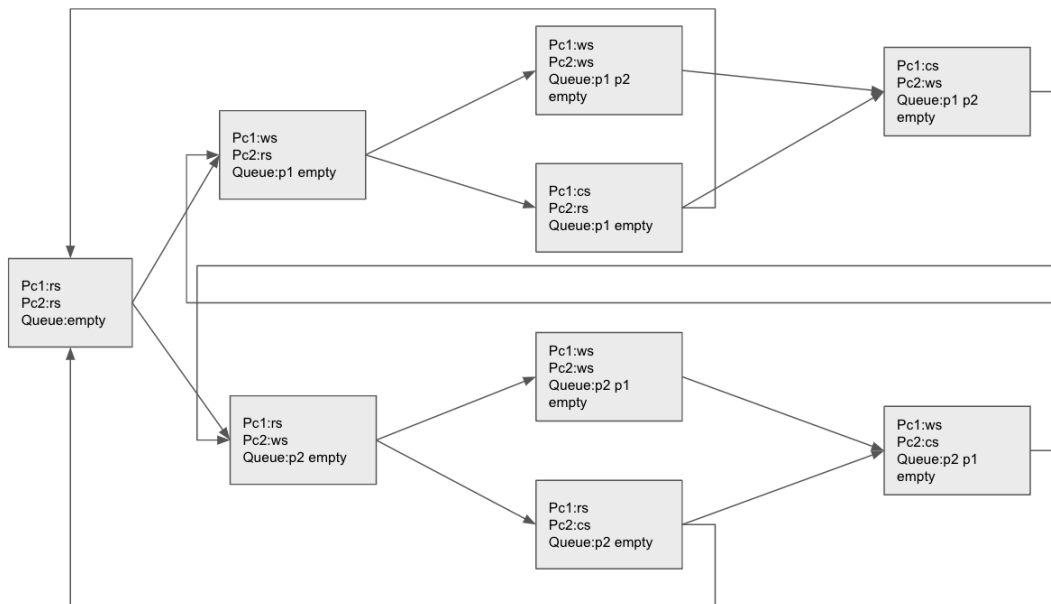 Pc1:ws
Pc2:ws
Queue:p1 p2
empty
Pc1:cs
Pc2:ws
Queue:p1 p2
empty
Pc1:ws
Pc2:rs
Queue:p1 empty
Pc1:cs
Pc2:rs
Queue:p1 empty
Pc1:rs
Pc2:rs
Queue:empty
Pc1:ws
Pc2:ws
Queue:p2 p1
empty
Pc1:rs
Pc2:ws
Queue:p2 empty
Pc1:ws
Pc2:cs
Queue:p2 p1
empty
Pc1:rs
Pc2:cs
Queue:p2 empty